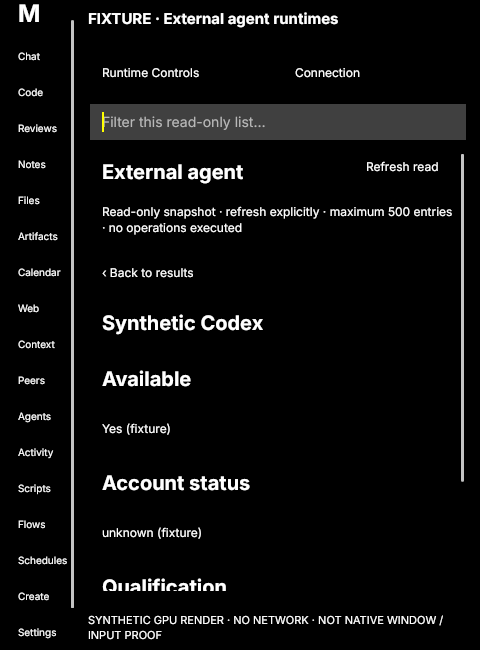 M
Chat
Code
Reviews
Notes
Files
Artifacts
Calendar
Web
Context
Peers
Agents
Activity
Scripts
Flows
Schedules
Create
Settings
FIXTURE · External agent runtimes
Runtime Controls
Connection
Filter this read-only list...
External agent
Refresh read
Read-only snapshot · refresh explicitly · maximum 500 entries
· no operations executed
‹ Back to results
Synthetic Codex
Available
Yes (fixture)
Account status
unknown (fixture)
Qualification
SYNTHETIC GPU RENDER · NO NETWORK · NOT NATIVE WINDOW /
INPUT PROOF